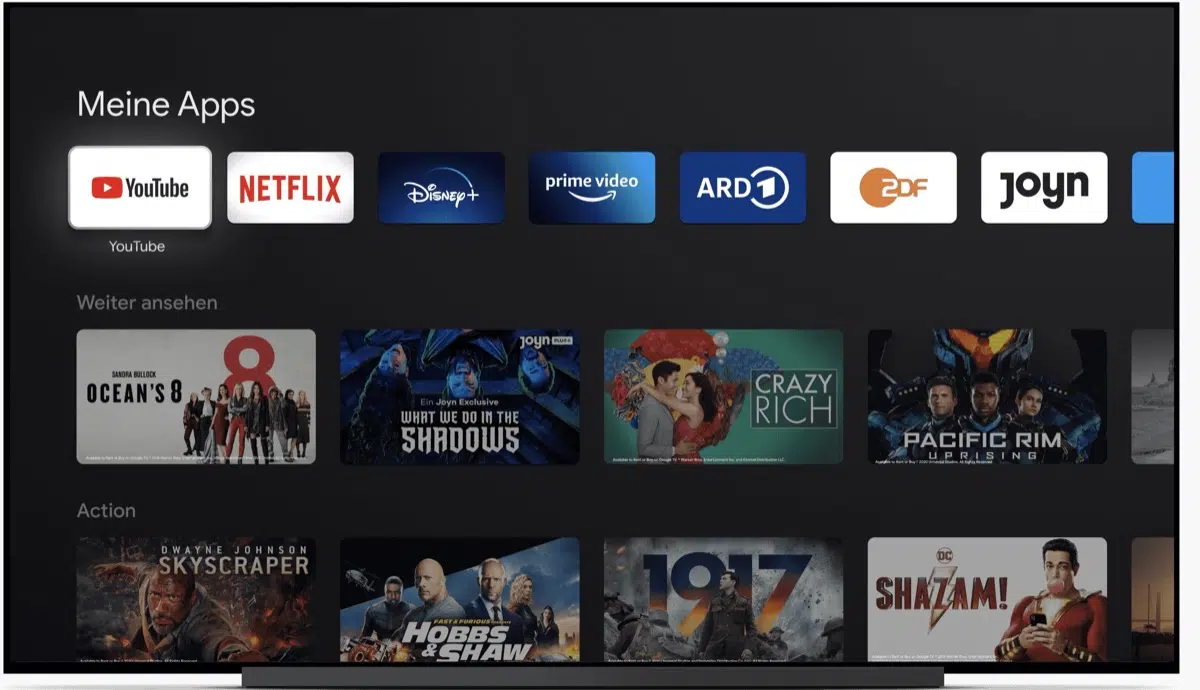 Meine Apps
YouTube
NETFLIX
Disney+
prime video
ARD 1
ZDF
joyn
YouTube
Weiter ansehen
SANDRA BULLOCK
OCEAN'S 8
8
joyn PLUS+
Ein Joyn Exclusive
WHAT WE DO IN THE
SHADOWS
CRAZY
RICH
PACIFIC RIM
UPRISING
Action
DWAYNE JOHNSON
SKYSCRAPER
FAST & FURIOUS
HOBBS
& SHAW
1917
DC
SHAZAM!